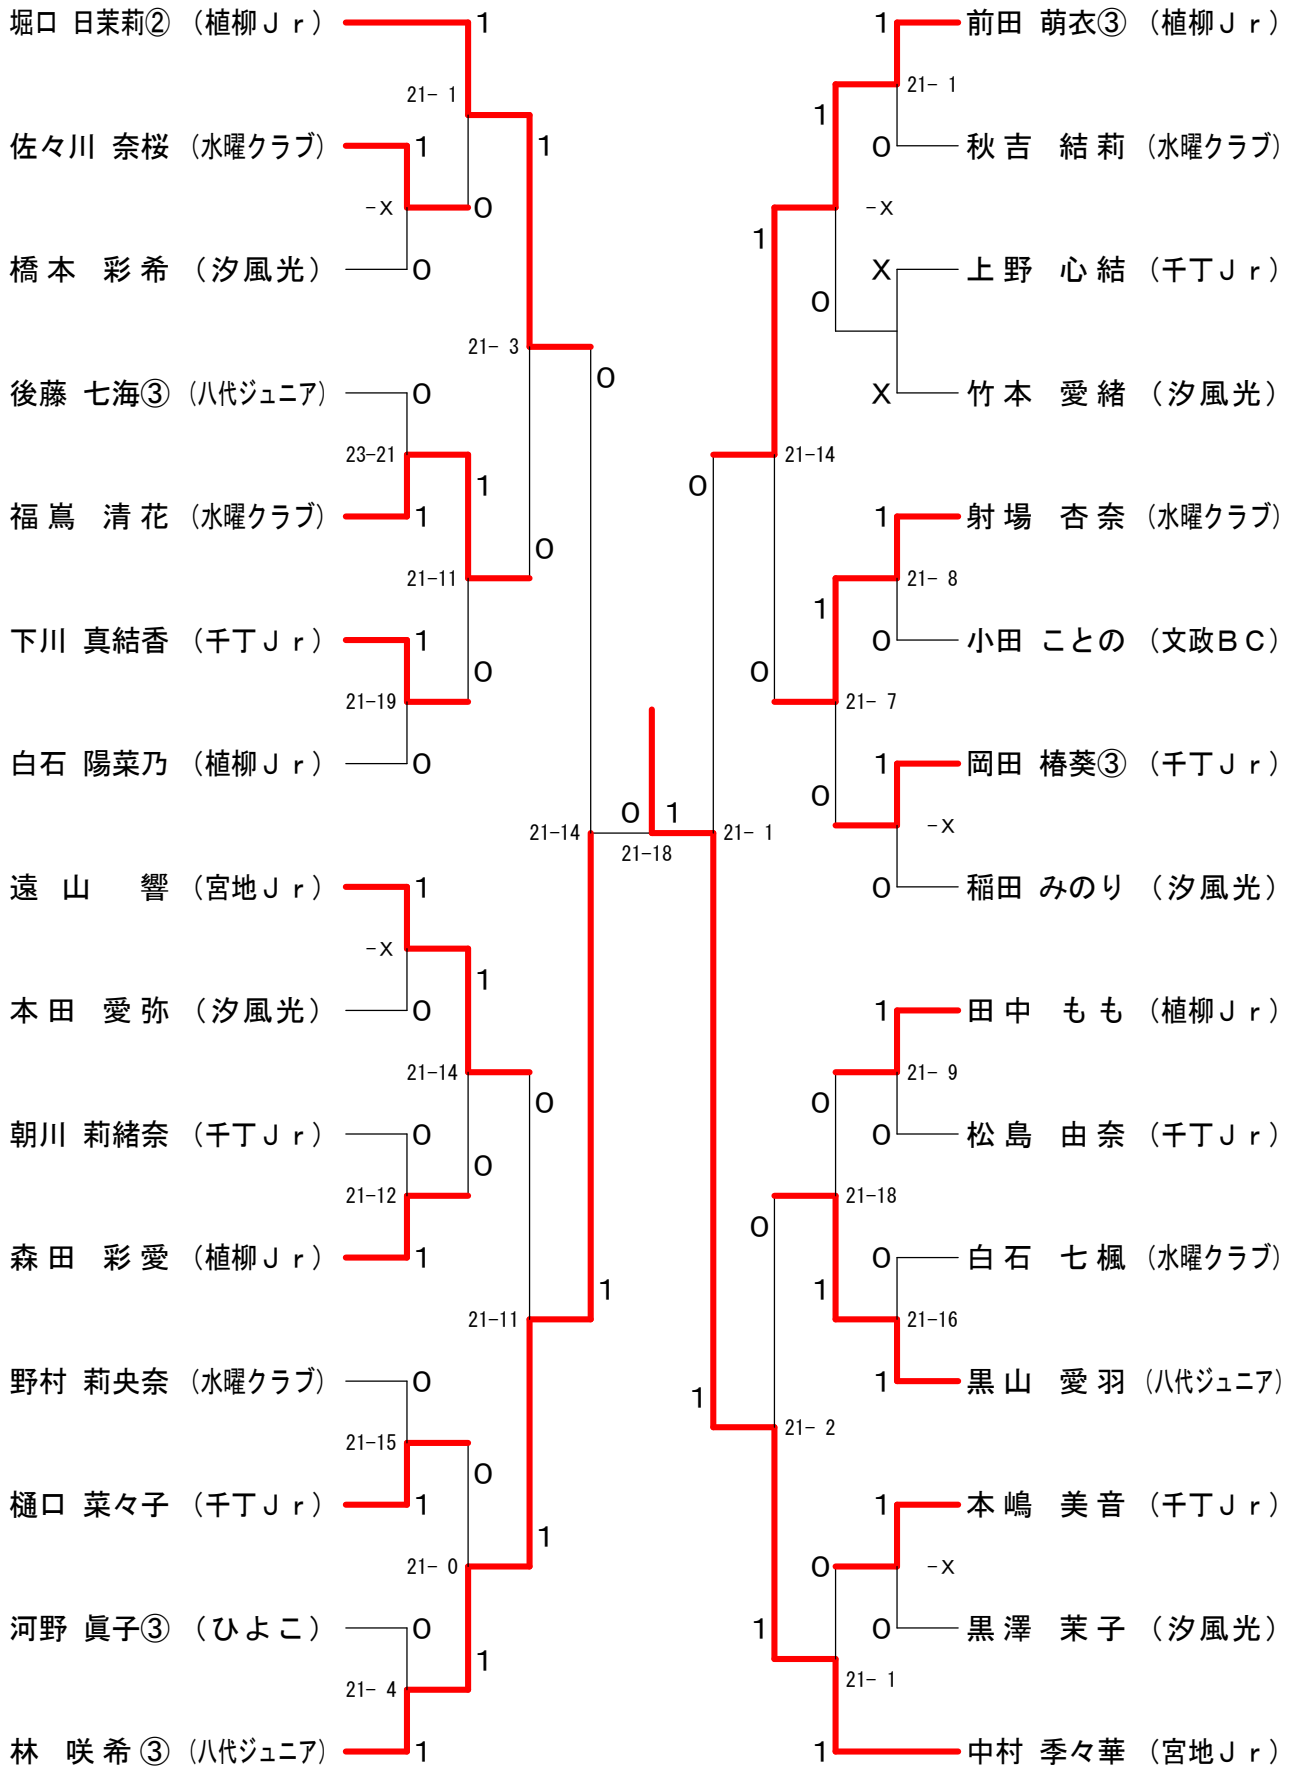 堀口 日茉莉② (植柳Ｊｒ)
1
21- 1
佐々川 奈桜 (水曜クラブ)
1
1
-X
0
橋本 彩希 (汐風光)
0
21- 3
0
後藤 七海③ (八代ジュニア)
0
23-21
1
福嶌 清花 (水曜クラブ)
1
0
21-11
下川 真結香 (千丁Ｊｒ)
1
0
21-19
白石 陽菜乃 (植柳Ｊｒ)
0
21-14
遠山 響 (宮地Ｊｒ)
1
-X
1
本田 愛弥 (汐風光)
0
21-14
0
朝川 莉緒奈 (千丁Ｊｒ)
0
0
21-12
森田 彩愛 (植柳Ｊｒ)
1
1
21-11
野村 莉央奈 (水曜クラブ)
0
21-15
0
樋口 菜々子 (千丁Ｊｒ)
1
1
21- 0
河野 眞子③ (ひよこ)
0
1
21- 4
林 咲希③ (八代ジュニア)
1
0 1
21-18
1 前田 萌衣③ (植柳Ｊｒ)
21- 1
1
0 秋吉 結莉 (水曜クラブ)
-X
1
X 上野 心結 (千丁Ｊｒ)
0
X 竹本 愛緒 (汐風光)
21-14
0
1 射場 杏奈 (水曜クラブ)
21- 8
1
0 小田 ことの (文政ＢＣ)
0
21- 7
1 岡田 椿葵③ (千丁Ｊｒ)
0
-X
21- 1
0 稲田 みのり (汐風光)
1 田中 もも (植柳Ｊｒ)
21- 9
0
0 松島 由奈 (千丁Ｊｒ)
21-18
0
0 白石 七楓 (水曜クラブ)
1
21-16
1 黒山 愛羽 (八代ジュニア)
1
21- 2
1 本嶋 美音 (千丁Ｊｒ)
0
-X
0 黒澤 茉子 (汐風光)
1
21- 1
1 中村 季々華 (宮地Ｊｒ)